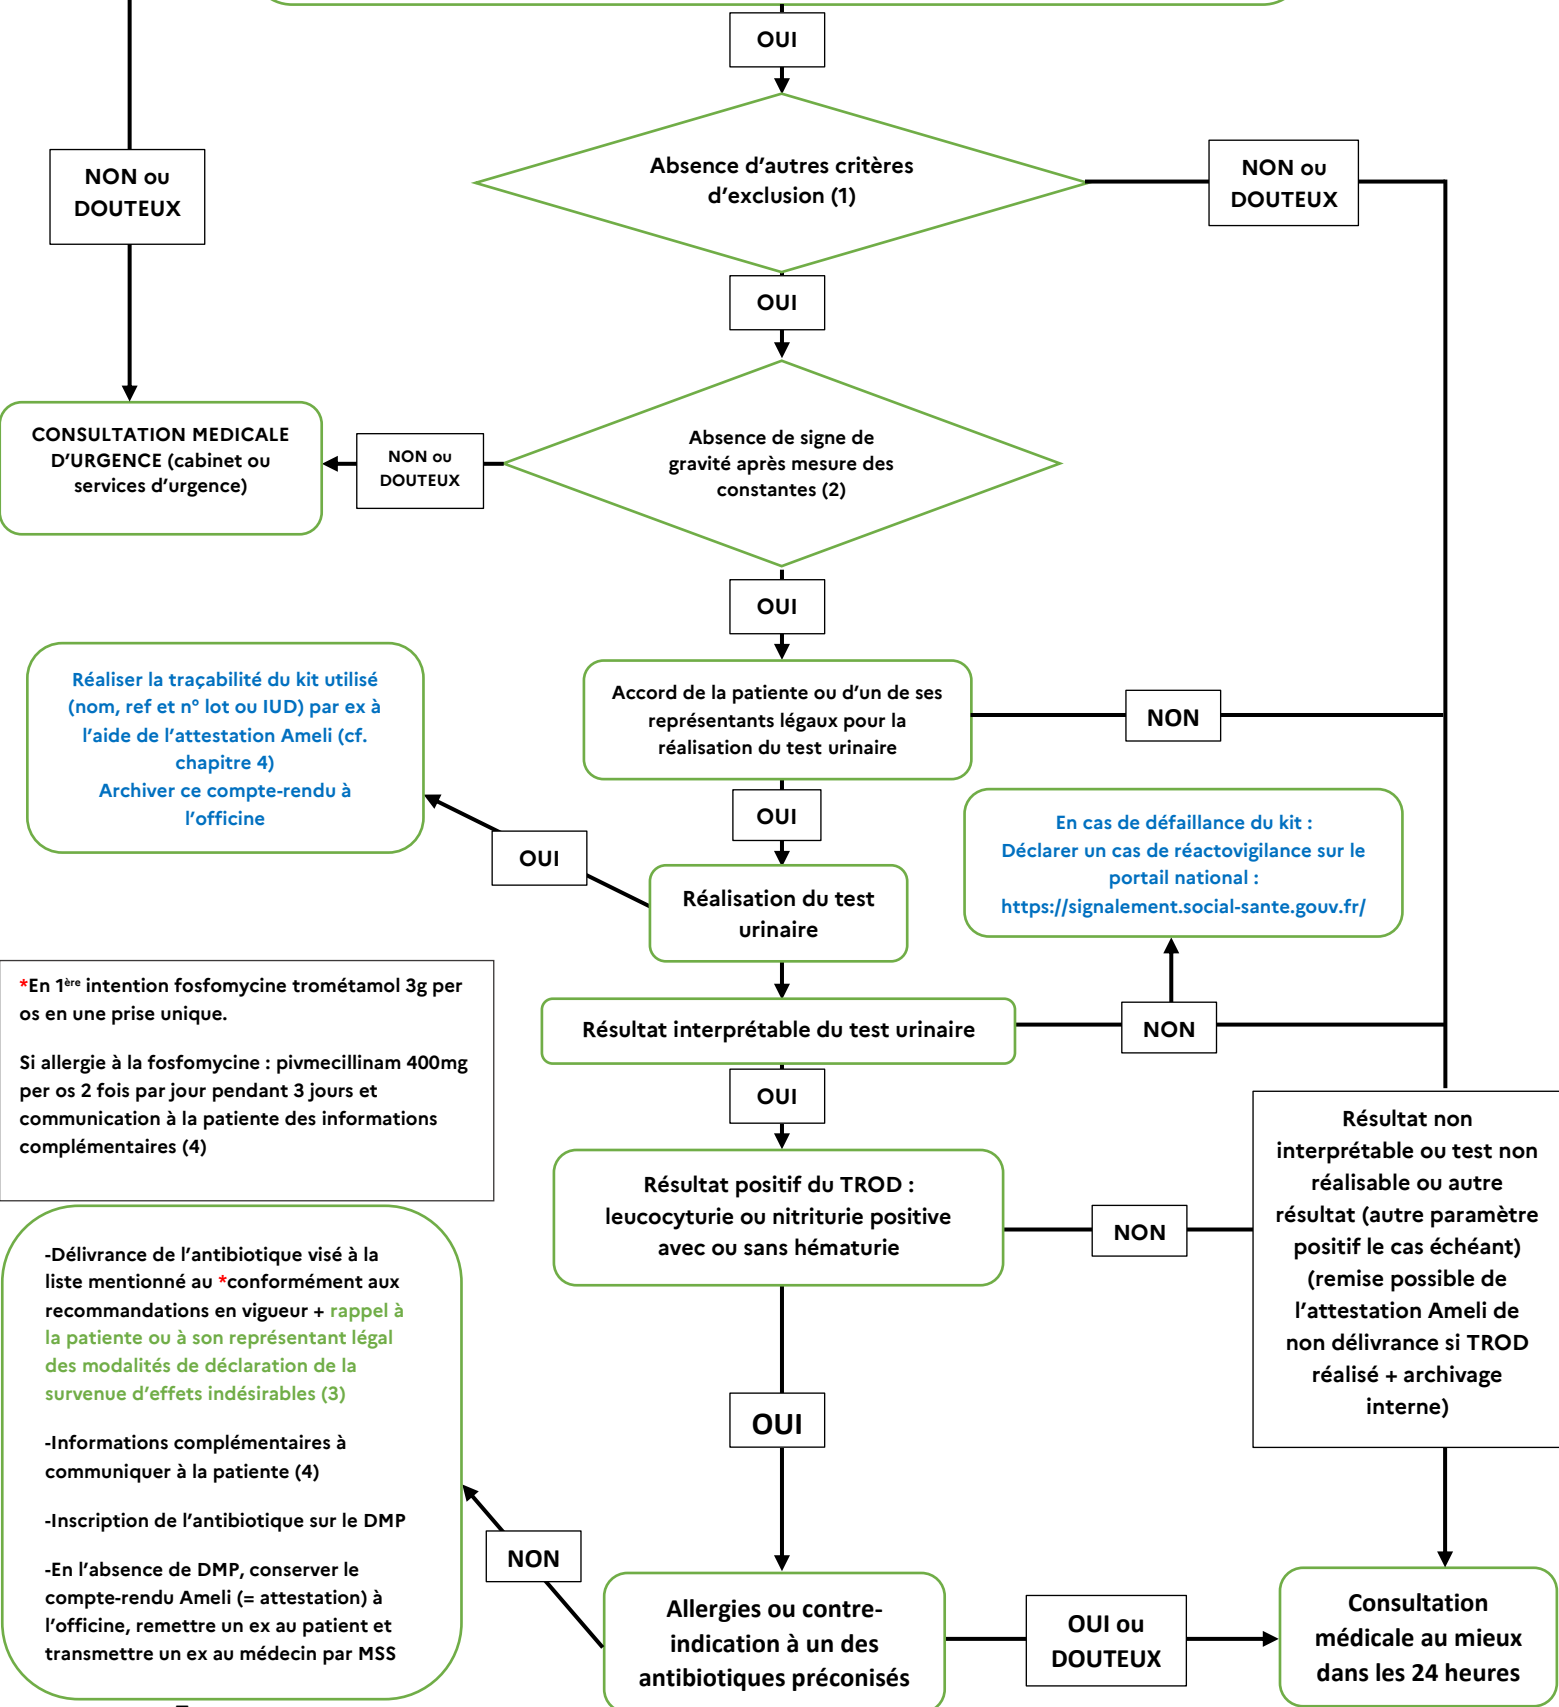 OUI
Absence d'autres critères
d'exclusion (1)
NON ou
DOUTEUX
NON ou
DOUTEUX
OUI
CONSULTATION MEDICALE
D'URGENCE (cabinet ou
services d'urgence)
NON ou
DOUTEUX
Absence de signe de
gravité après mesure des
constantes (2)
OUI
Réaliser la traçabilité du kit utilisé
(nom, ref et n° lot ou IUD) par ex à
l'aide de l'attestation Ameli (cf.
chapitre 4)
Archiver ce compte-rendu à
l'officine
Accord de la patiente ou d'un de ses
représentants légaux pour la
réalisation du test urinaire
NON
OUI
OUI
En cas de défaillance du kit :
Déclarer un cas de réactovigilance sur le
portail national :
https://signalement.social-sante.gouv.fr/
Réalisation du test
urinaire
*En 1ère intention fosfomycine trométamol 3g per
os en une prise unique.
Si allergie à la fosfomycine : pivmecillinam 400mg
per os 2 fois par jour pendant 3 jours et
communication à la patiente des informations
complémentaires (4)
Résultat interprétable du test urinaire
NON
OUI
Résultat positif du TROD :
leucocyturie ou nitriturie positive
avec ou sans hématurie
NON
Résultat non
interprétable ou test non
réalisable ou autre
résultat (autre paramètre
positif le cas échéant)
(remise possible de
l'attestation Ameli de
non délivrance si TROD
réalisé + archivage
interne)
-Délivrance de l'antibiotique visé à la
liste mentionné au *conformément aux
recommandations en vigueur + rappel à
la patiente ou à son représentant légal
des modalités de déclaration de la
survenue d'effets indésirables (3)
-Informations complémentaires à
communiquer à la patiente (4)
-Inscription de l'antibiotique sur le DMP
-En l'absence de DMP, conserver le
compte-rendu Ameli (= attestation) à
l'officine, remettre un ex au patient et
transmettre un ex au médecin par MSS
OUI
NON
Allergies ou contre-
indication à un des
antibiotiques préconisés
OUI ou
DOUTEUX
Consultation
médicale au mieux
dans les 24 heures